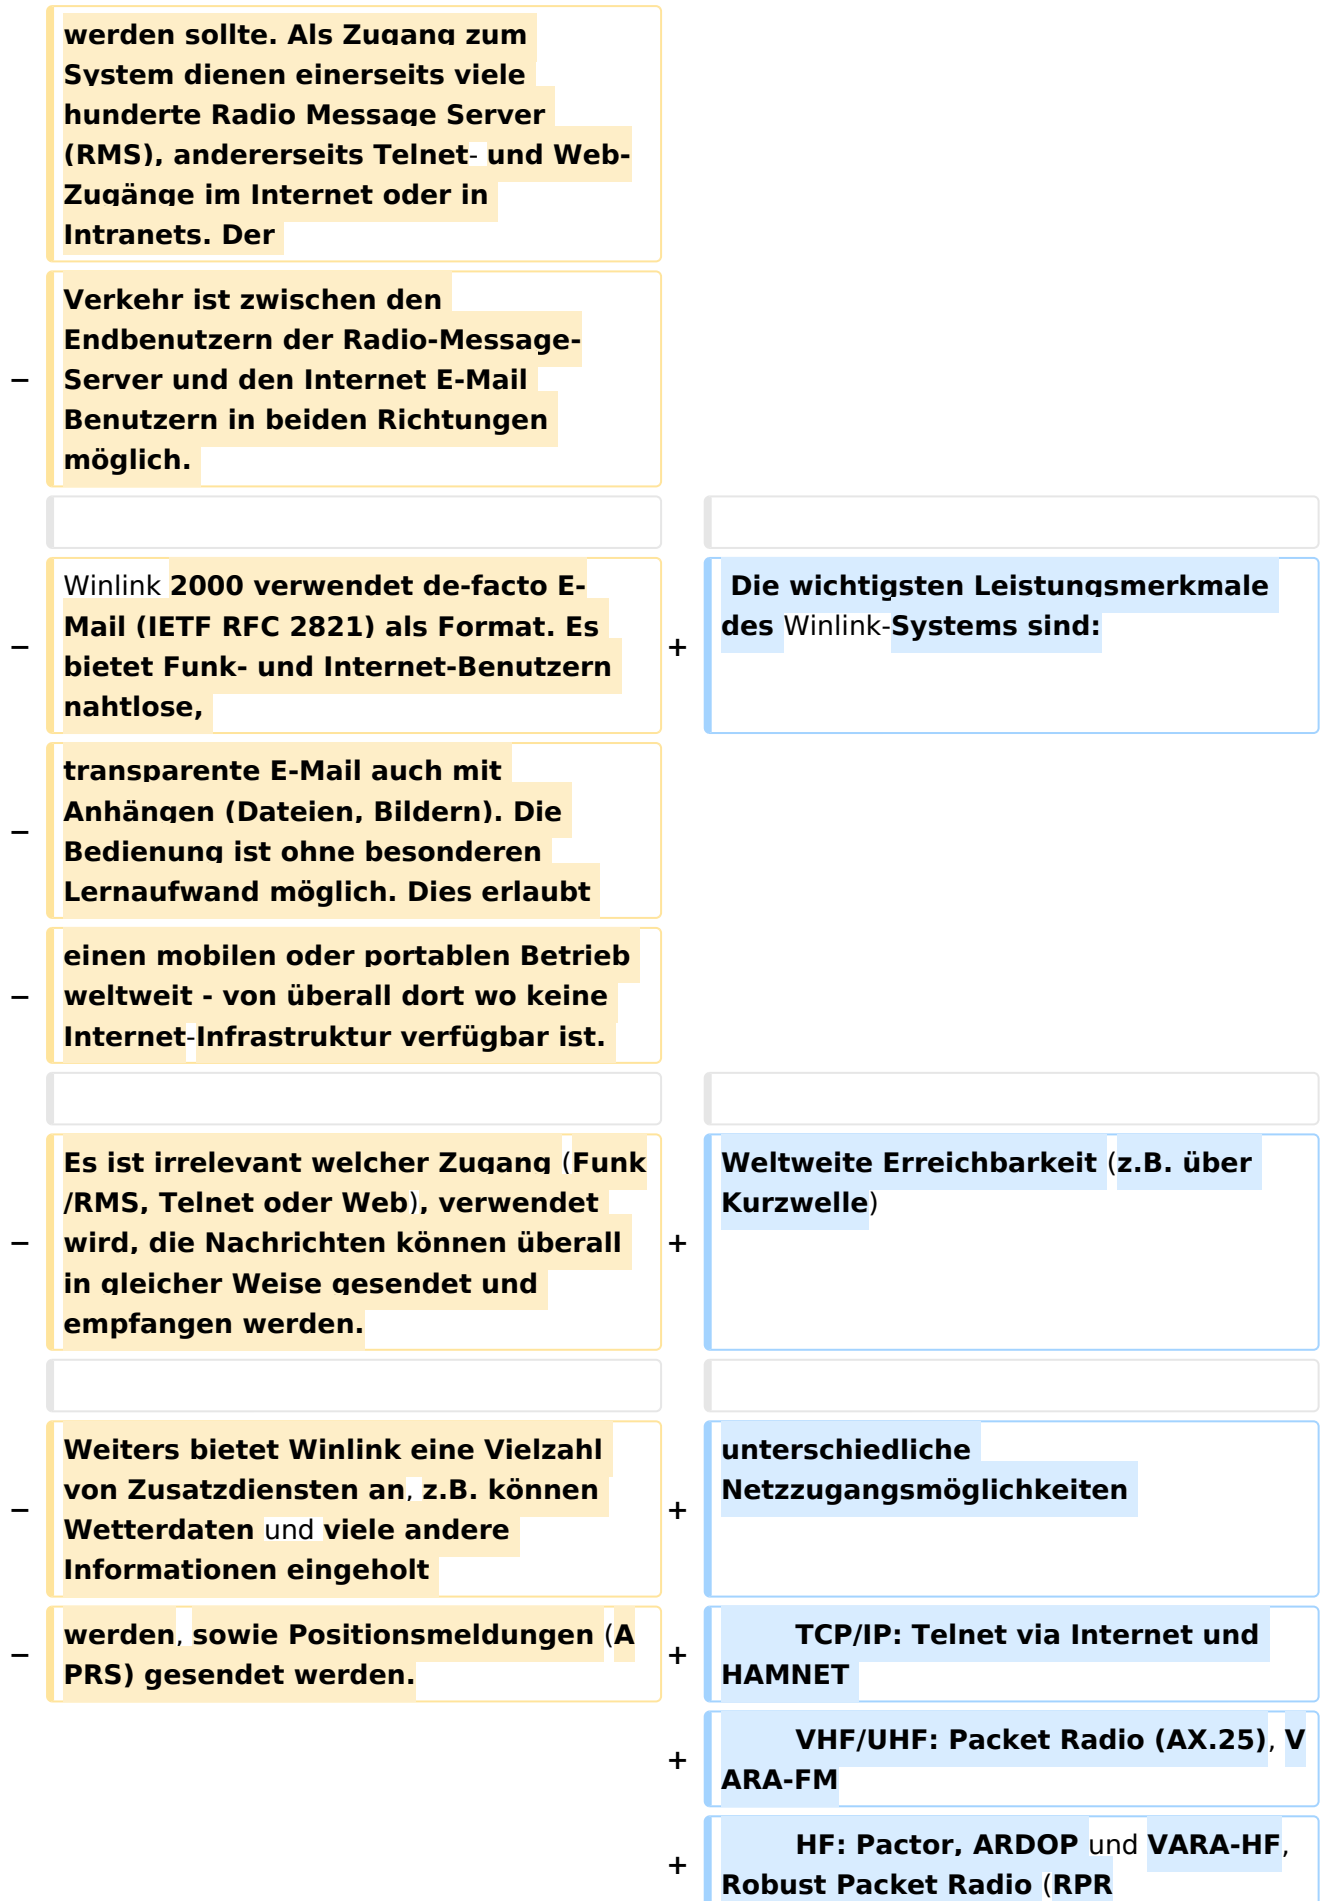 werden sollte. Als Zugang zum
System dienen einerseits viele
hunderte Radio Message Server
(RMS), andererseits Telnet- und Web-
Zugänge im Internet oder in
Intranets. Der
−
Verkehr ist zwischen den
Endbenutzern der Radio-Message-
Server und den Internet E-Mail
Benutzern in beiden Richtungen
möglich.
−
Winlink 2000 verwendet de-facto E-
Mail (IETF RFC 2821) als Format. Es
bietet Funk- und Internet-Benutzern
nahtlose,
+
Die wichtigsten Leistungsmerkmale
des Winlink-Systems sind:
−
transparente E-Mail auch mit
Anhängen (Dateien, Bildern). Die
Bedienung ist ohne besonderen
Lernaufwand möglich. Dies erlaubt
−
einen mobilen oder portablen Betrieb
weltweit - von überall dort wo keine
Internet-Infrastruktur verfügbar ist.
−
Es ist irrelevant welcher Zugang (Funk
/RMS, Telnet oder Web), verwendet
wird, die Nachrichten können überall
in gleicher Weise gesendet und
empfangen werden.
+
Weltweite Erreichbarkeit (z.B. über
Kurzwelle)
−
Weiters bietet Winlink eine Vielzahl
von Zusatzdiensten an, z.B. können
Wetterdaten und viele andere
Informationen eingeholt
+
unterschiedliche
Netzzugangsmöglichkeiten
−
werden, sowie Positionsmeldungen (A
PRS) gesendet werden.
+
TCP/IP: Telnet via Internet und
HAMNET
+
VHF/UHF: Packet Radio (AX.25), V
ARA-FM
+
HF: Pactor, ARDOP und VARA-HF,
Robust Packet Radio (RPR